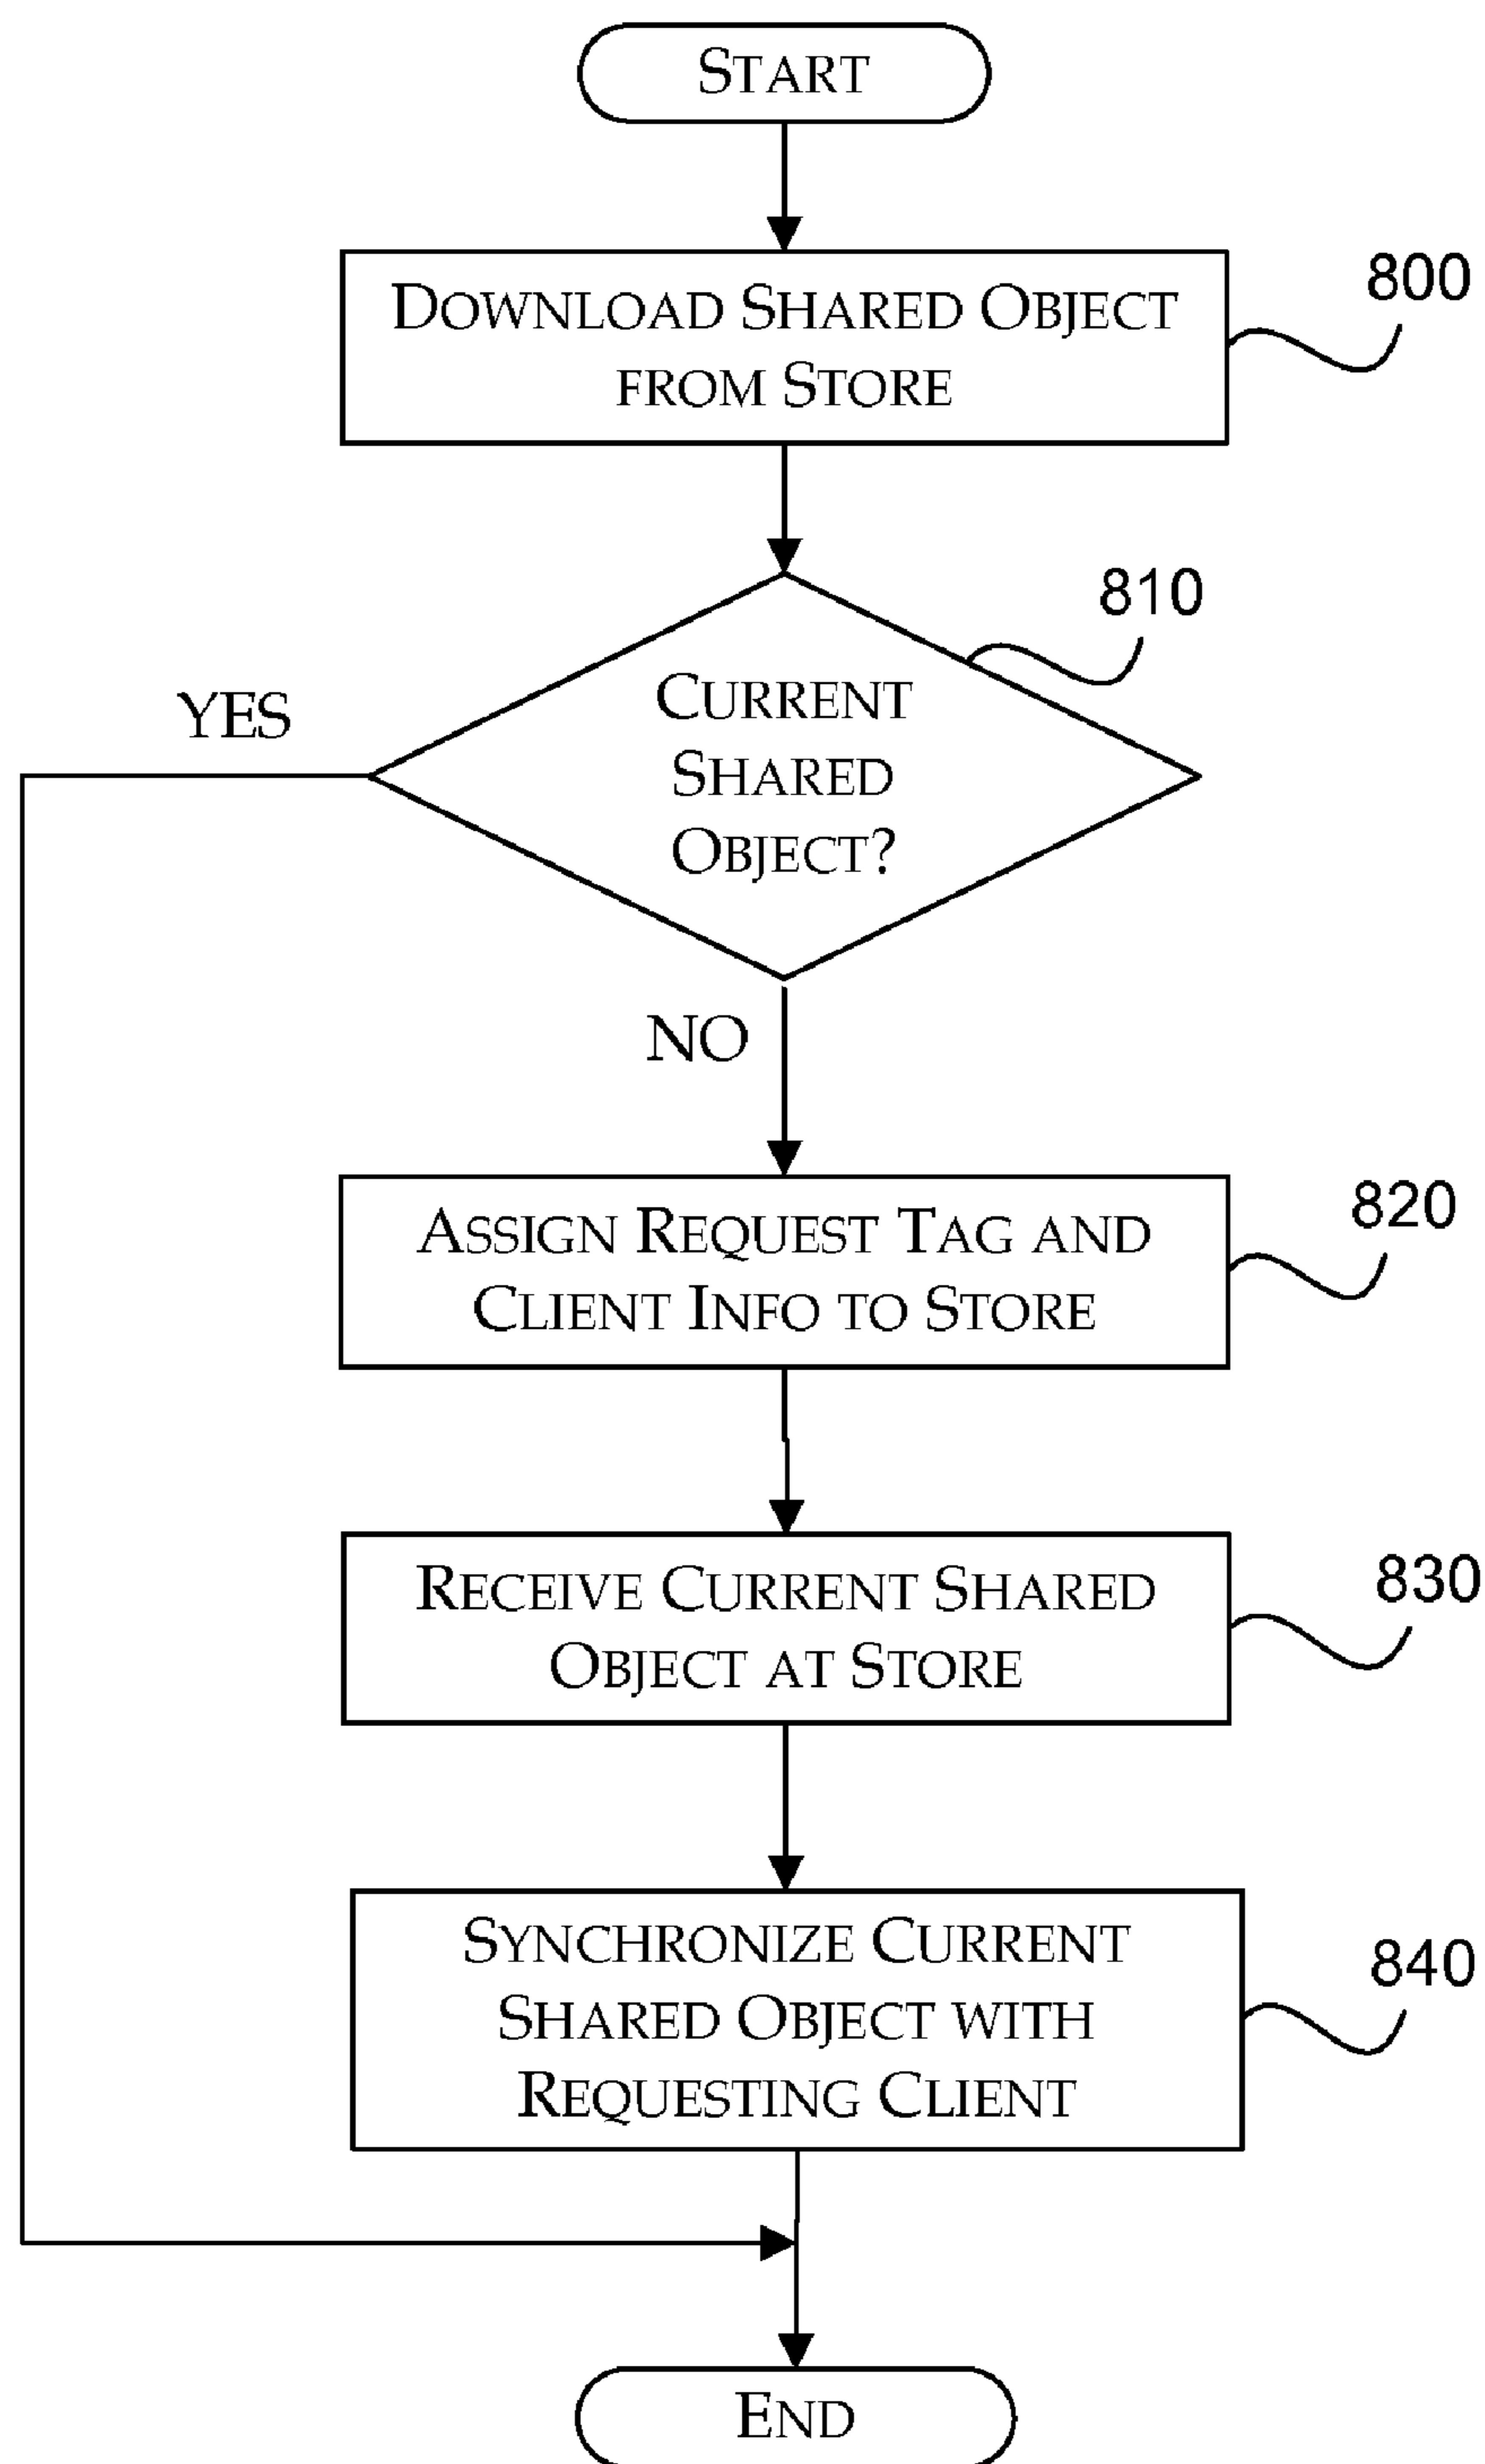 START
DOWNLOAD SHARED OBJECT
FROM STORE
800
810
CURRENT
SHARED
OBJECT?
YES
NO
ASSIGN REQUEST TAG AND
CLIENT INFO TO STORE
820
RECEIVE CURRENT SHARED
OBJECT AT STORE
830
SYNCHRONIZE CURRENT
SHARED OBJECT WITH
REQUESTING CLIENT
840
END